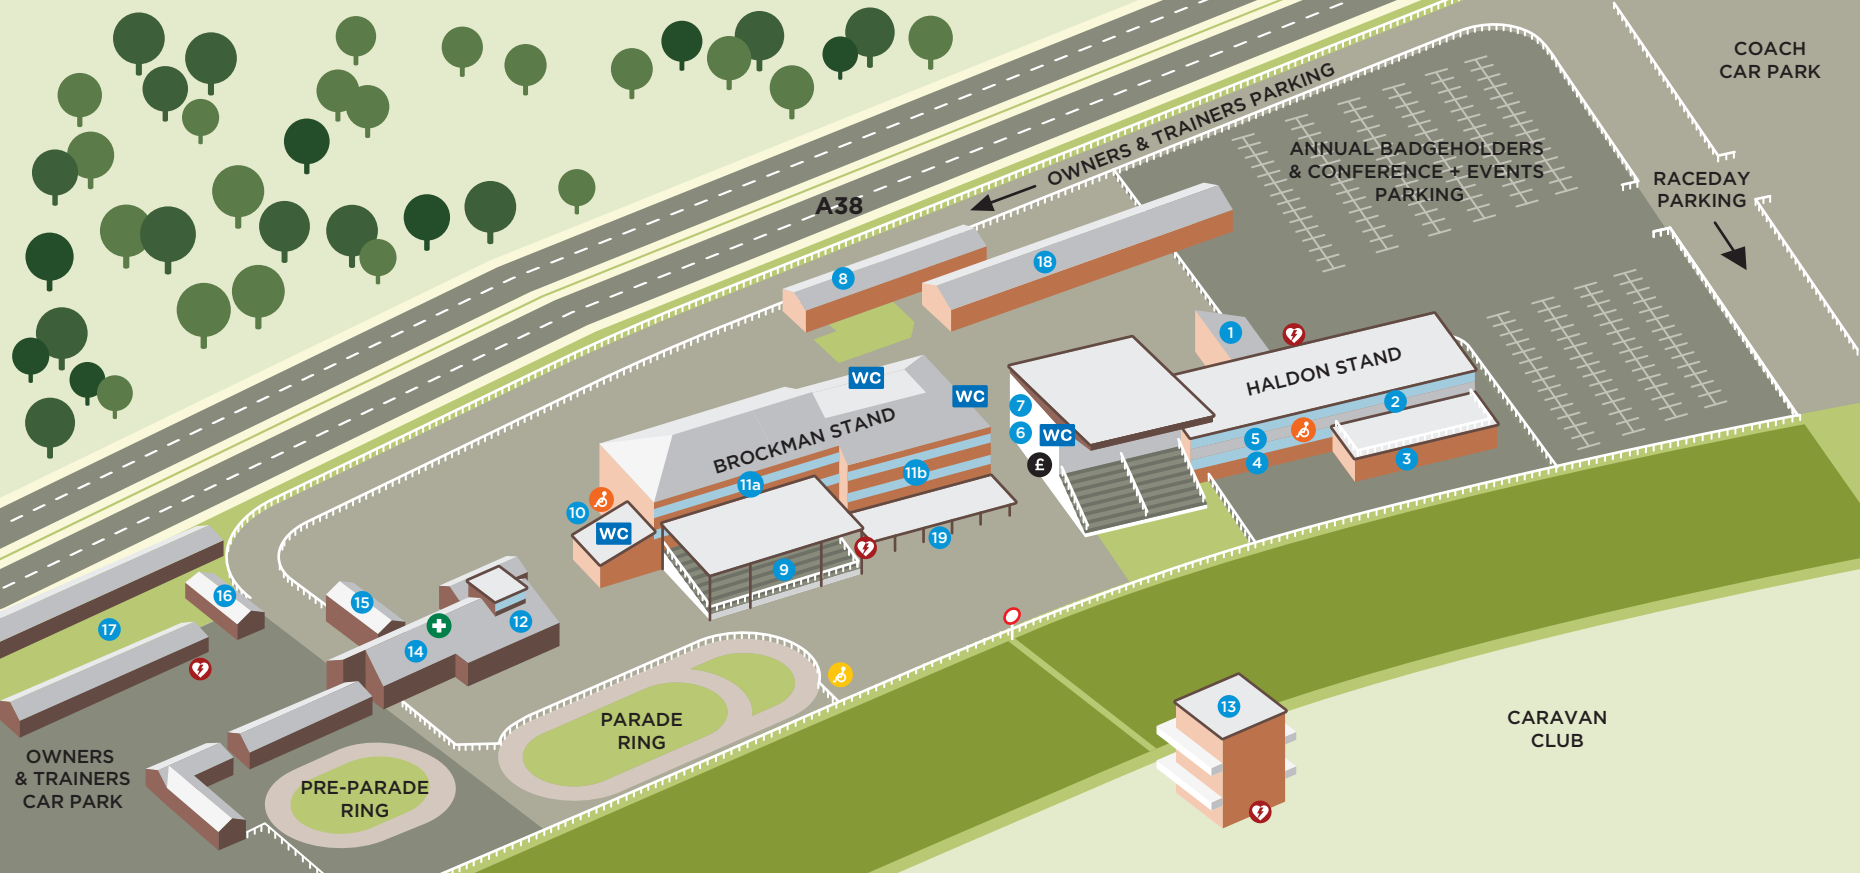 COACH
CAR PARK
OWNERS & TRAINERS PARKING
ANNUAL BADGEHOLDERS
& CONFERENCE + EVENTS
PARKING
RACEDAY
PARKING
A38
8
18
1
HALDON STAND
WC
WC
7
2
BROCKMAN STAND
6
WC
5
£
4
3
11a
11b
10
WC
19
9
16
15
17
12
14
13
PARADE
RING
CARAVAN
CLUB
OWNERS
& TRAINERS
CAR PARK
PRE-PARADE
RING